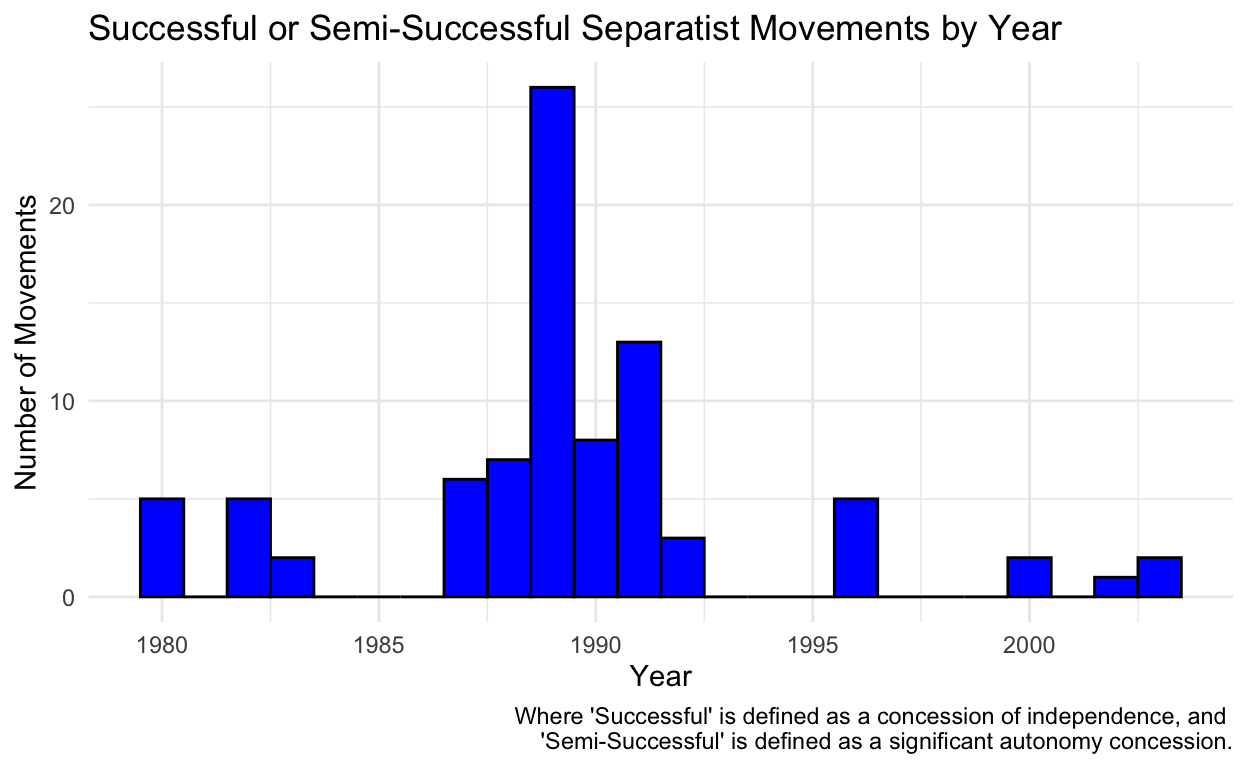 Successful or Semi-Successful Separatist Movements by Year
Number of Movements
20
10
0
1980 1985 1990 1995 2000
Year
Where 'Successful' is defined as a concession of independence, and
'Semi-Successful' is defined as a significant autonomy concession.